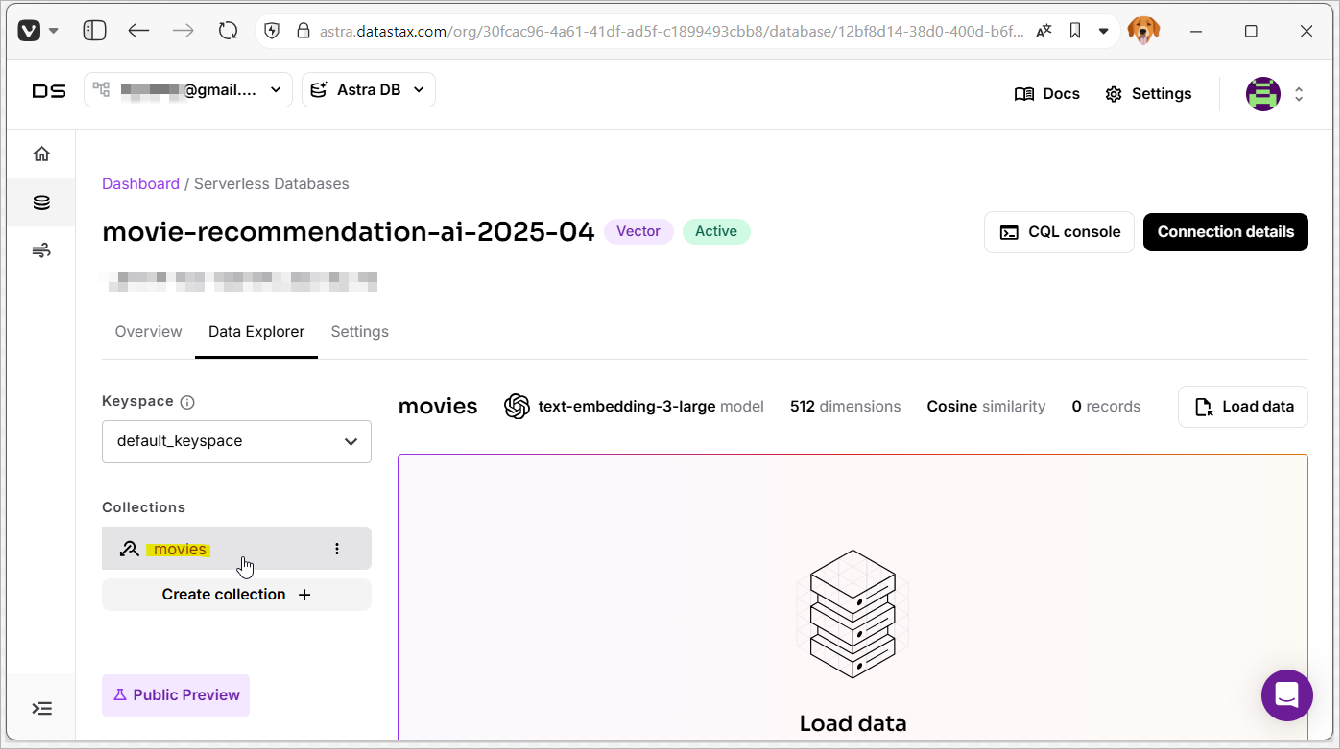 astra.datastax.com/org/30fcac96-4a61-41df-ad5f-c1899493cbb8/database/12bf8d14-38d0-400d-b6f...
DS
@gmail....
Astra DB
Docs
Settings
Dashboard / Serverless Databases
movie-recommendation-ai-2025-04
Vector
Active
CQL console
Connection details
Overview
Data Explorer
Settings
Keyspace
default_keyspace
movies
text-embedding-3-large model
512 dimensions
Cosine similarity
0 records
Load data
Collections
movies
Create collection +
Public Preview
Load data